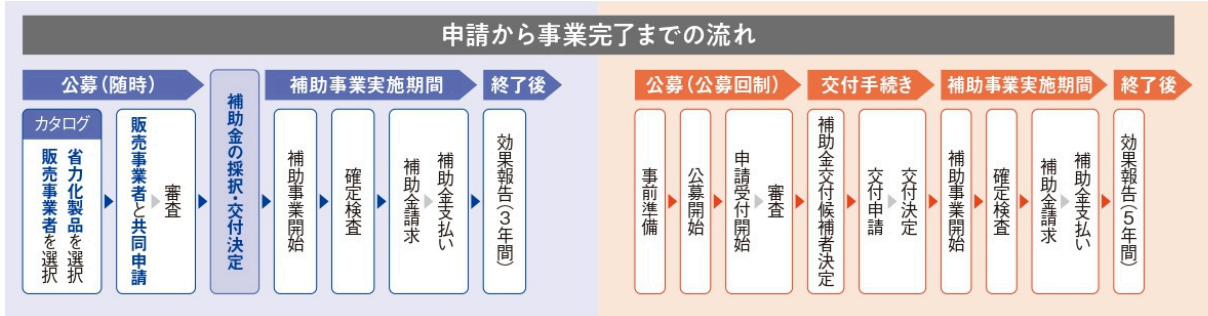 申請から事業完了までの流れ
公募（随時）
カタログ
省力化製品を選択
販売事業者を選択
販売事業者と共同申請
審査
補助金の採択・交付決定
補助事業実施期間
補助事業開始
確定検査
補助金請求
補助金支払い
終了後
効果報告（3年間）
公募（公募回制）
事前準備
公募開始
申請受付開始
審査
交付手続き
補助金交付候補者決定
交付申請
交付決定
補助事業実施期間
補助事業開始
確定検査
補助金請求
補助金支払い
終了後
効果報告（5年間）